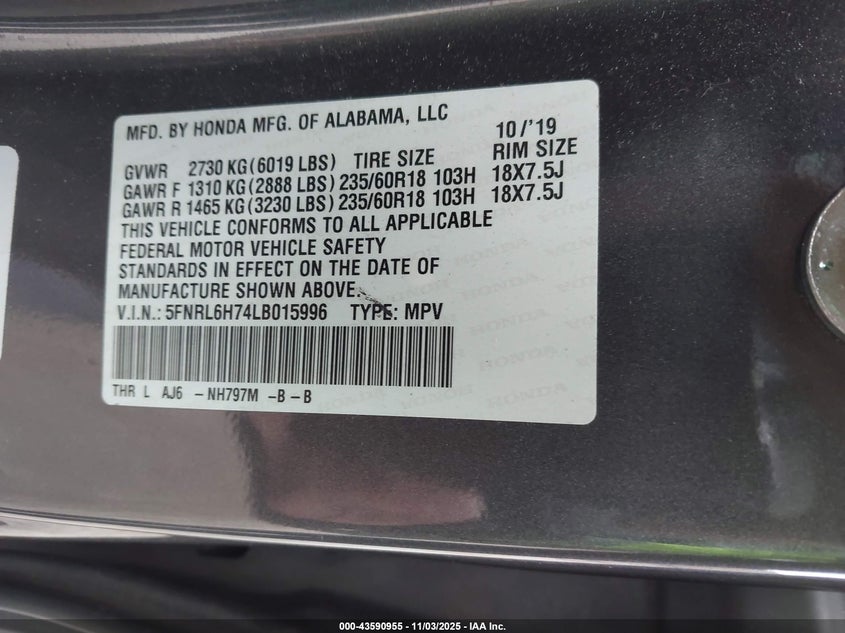 MFD. BY HONDA MFG. OF ALABAMA, LLC 10/'19
GVWR 2730 KG(6019 LBS) TIRE SIZE RIM SIZE
GAWR F 1310 KG(2888 LBS)235/60R18 103H 18X7.5J
GAWR R 1465 KG(3230 LBS)235/60R18 103H 18X7.5J
THIS VEHICLE CONFORMS TO ALL APPLICABLE
FEDERAL MOTOR VEHICLE SAFETY
STANDARDS IN EFFECT ON THE DATE OF
MANUFACTURE SHOWN ABOVE.
V.I.N.: 5FNRL6H74LB015996 TYPE: MPV
THR L AJ6 -NH797M -B-B
000-43590955 - 11/03/2025 - IAA Inc.